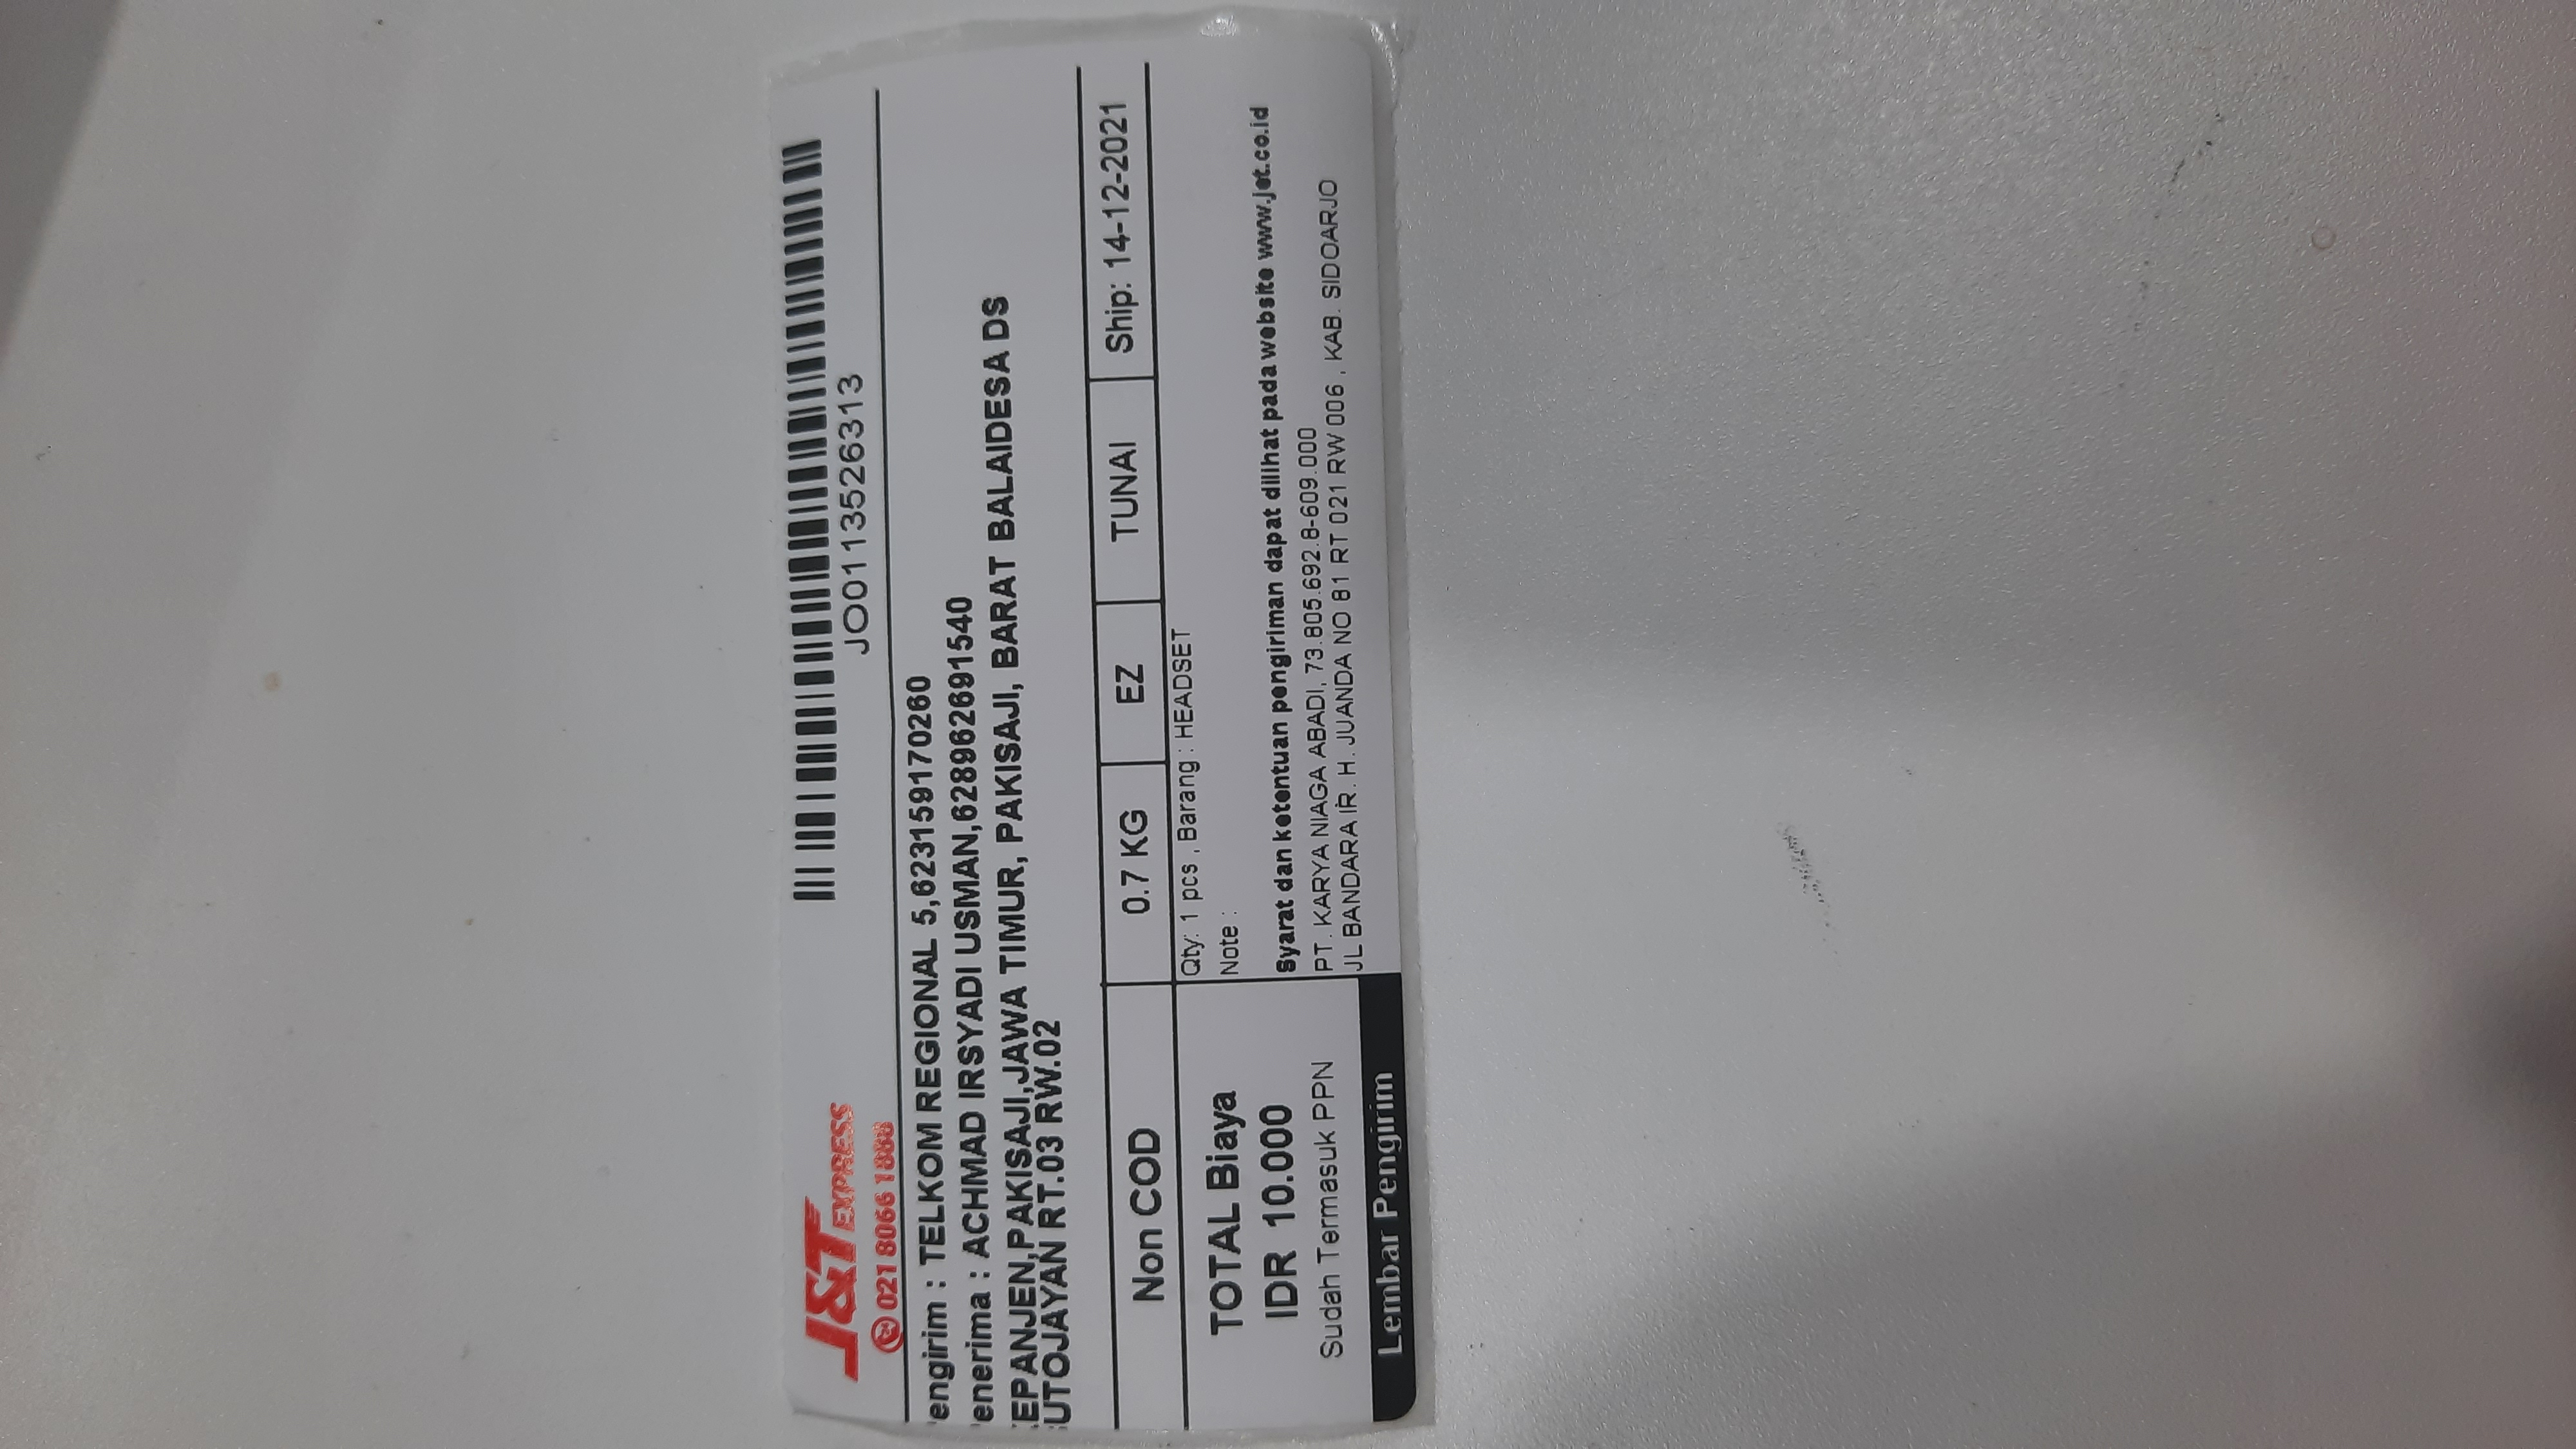 J&T EXPRESS
021 8066 1888
JO0113526313
engirim : TELKOM REGIONAL 5,623159170260
enerima : ACHMAD IRSYADI USMAN,628962691540
EPANJEN,PAKISAJI,JAWA TIMUR, PAKISAJI, BARAT BALAIDESA DS
UTOJAYAN RT.03 RW.02
Non COD 0.7 KG EZ TUNAI Ship: 14-12-2021
Qty: 1 pcs , Barang : HEADSET
Note :
TOTAL Biaya
IDR 10.000
Sudah Termasuk PPN
Syarat dan ketentuan pengiriman dapat dilihat pada website www.jet.co.id
PT. KARYA NIAGA ABADI, 73.805.692.8-609.000
JL BANDARA IR. H. JUANDA NO 81 RT 021 RW 006 , KAB. SIDOARJO
Lembar Pengirim